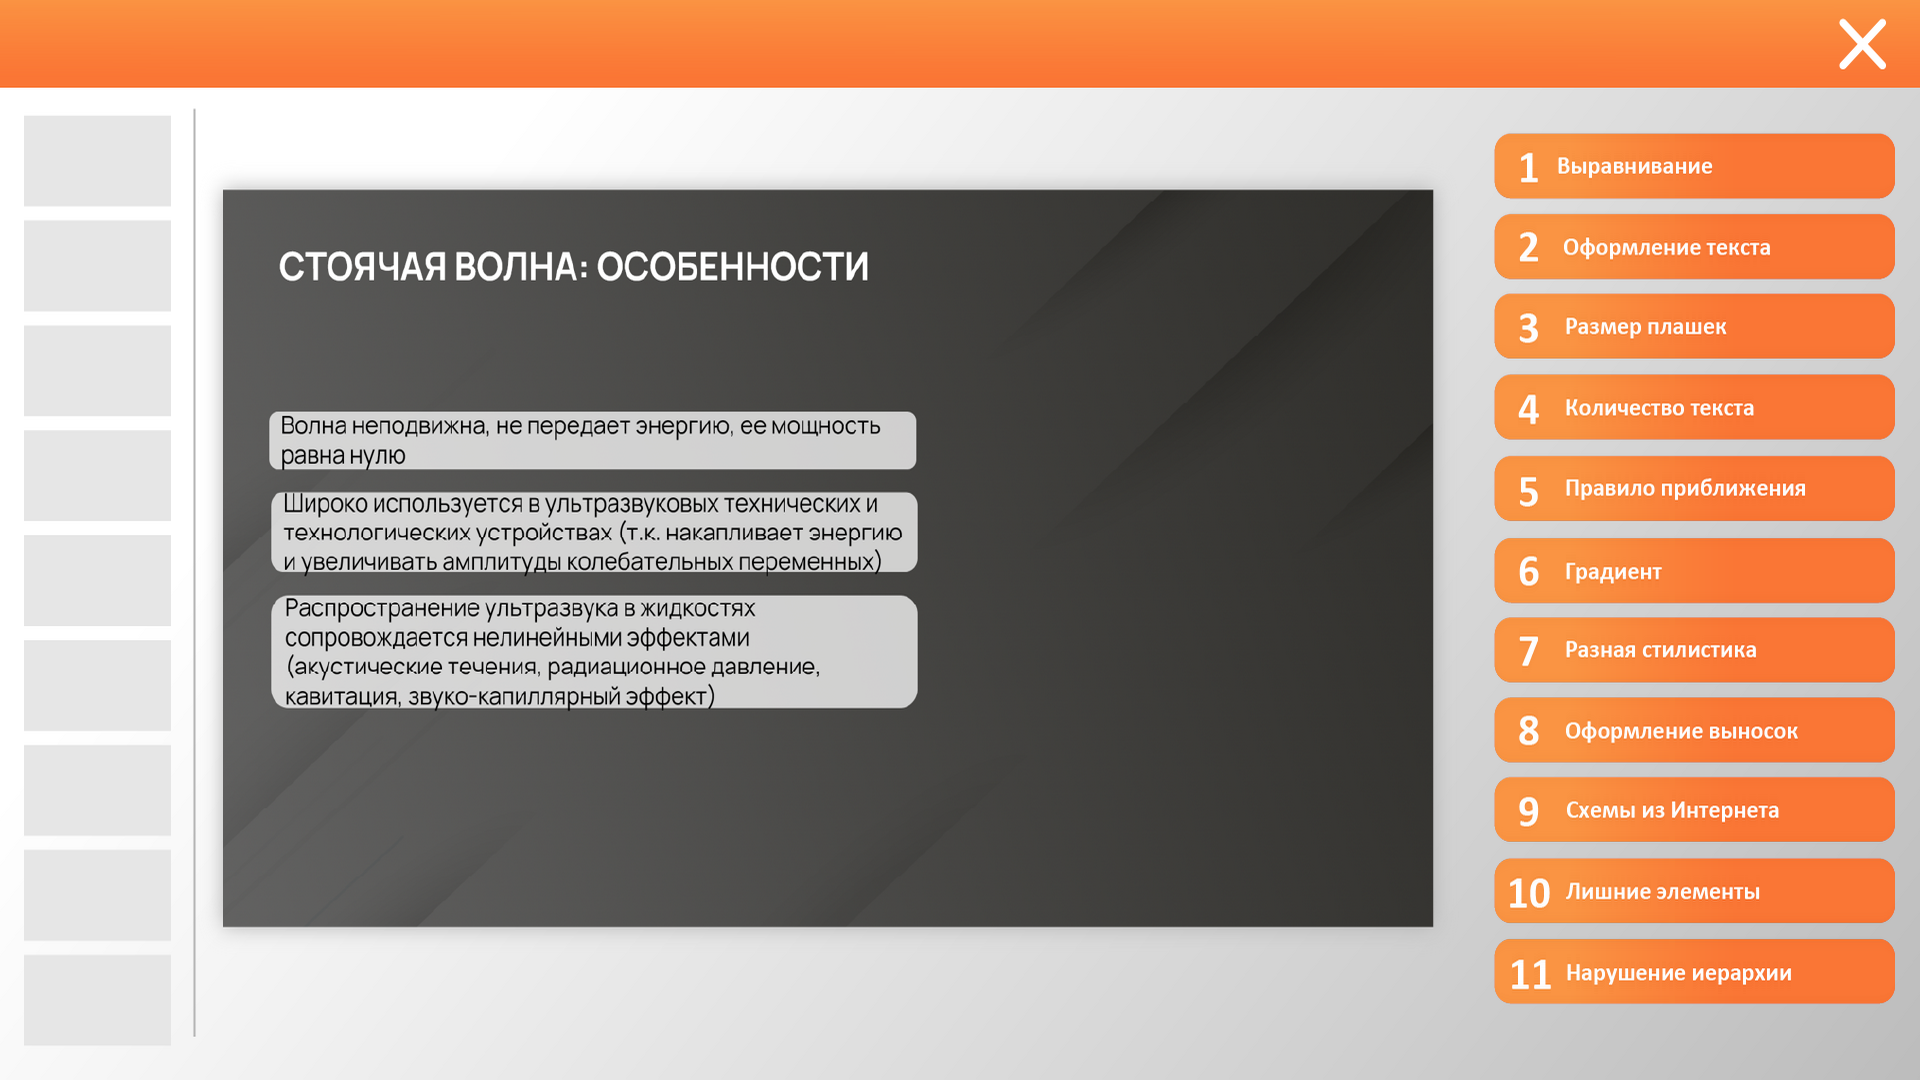 СТОЯЧАЯ ВОЛНА: ОСОБЕННОСТИ
Волна неподвижна, не передает энергию, ее мощность
равна нулю
Широко используется в ультразвуковых технических и
технологических устройствах (т.к. накапливает энергию
и увеличивать амплитуды колебательных переменных)
Распространение ультразвука в жидкостях
сопровождается нелинейными эффектами
(акустические течения, радиационное давление,
кавитация, звуко-капиллярный эффект)
1 Выравнивание
2 Оформление текста
3 Размер плашек
4 Количество текста
5 Правило приближения
6 Градиент
7 Разная стилистика
8 Оформление выносок
9 Схемы из Интернета
10 Лишние элементы
11 Нарушение иерархии